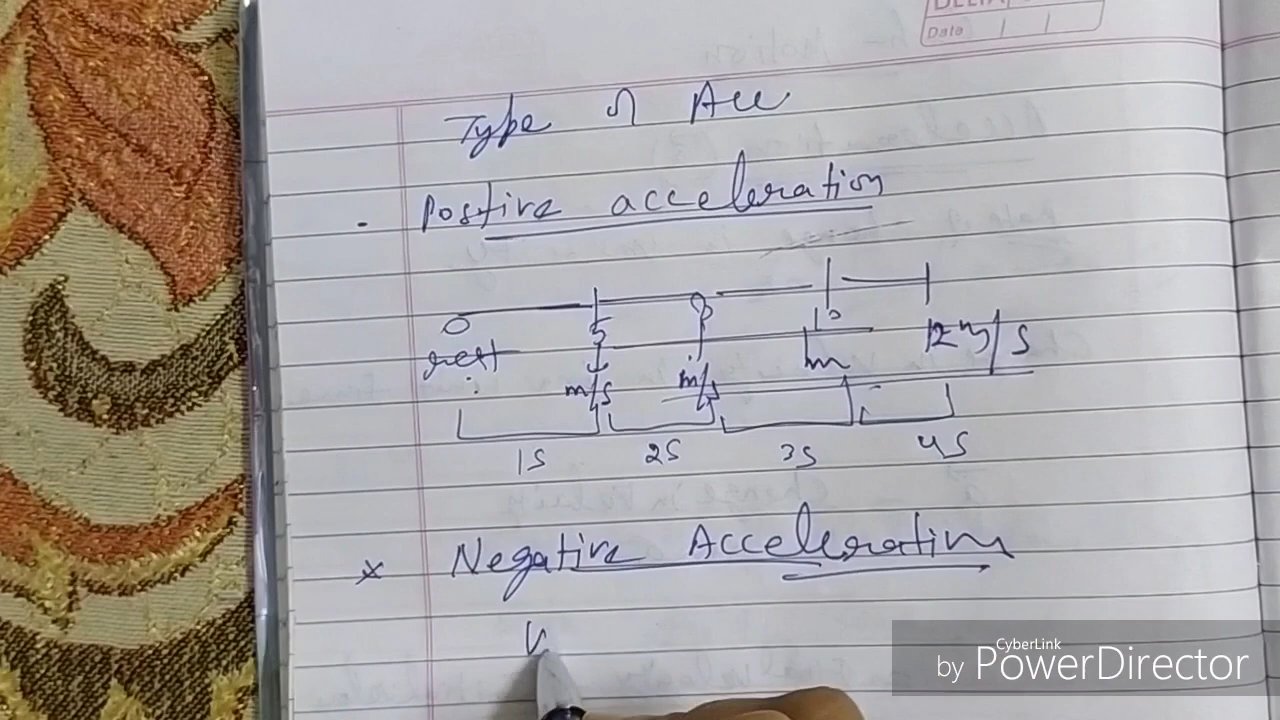 DELTA
Date
Type of Acc
Postive acceleration
rest 5 m/s 8 m/s 10 m 12 m/s
1s 2s 3s 4s
Negative Acceleration
CyberLink
by PowerDirector